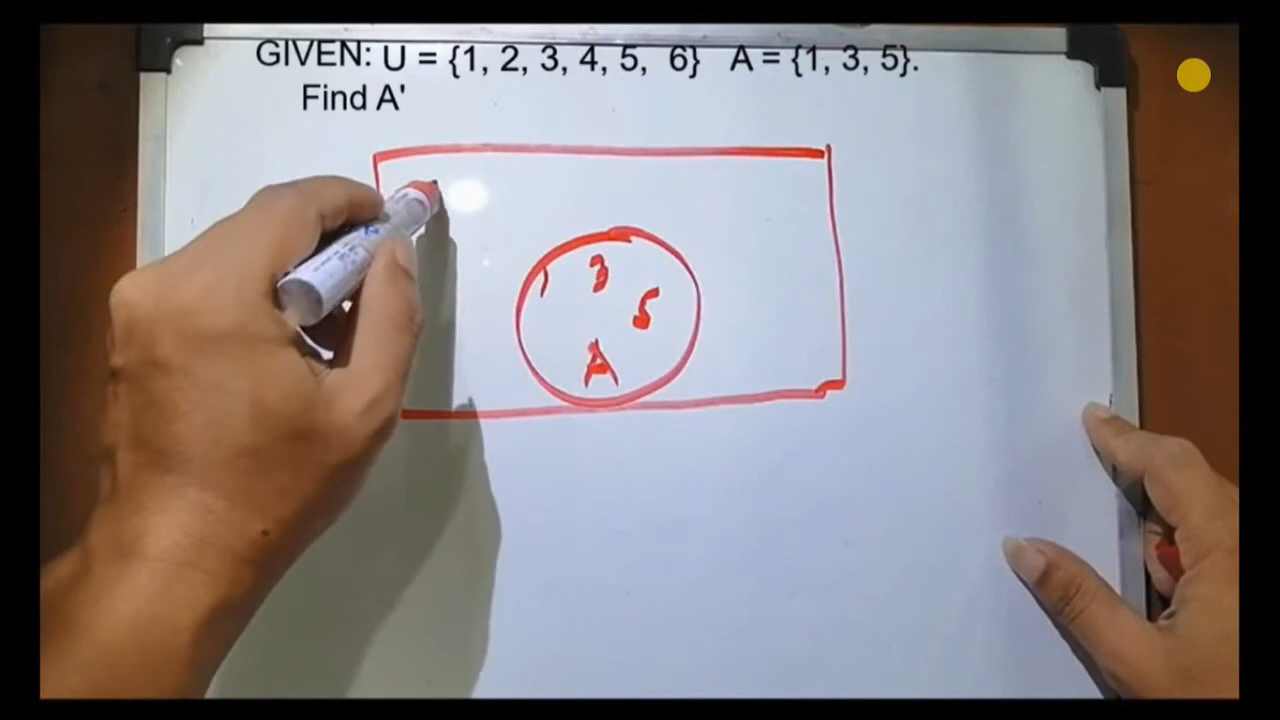 GIVEN: U = {1, 2, 3, 4, 5, 6} A = {1, 3, 5}.
Find A'
1 3
5
A